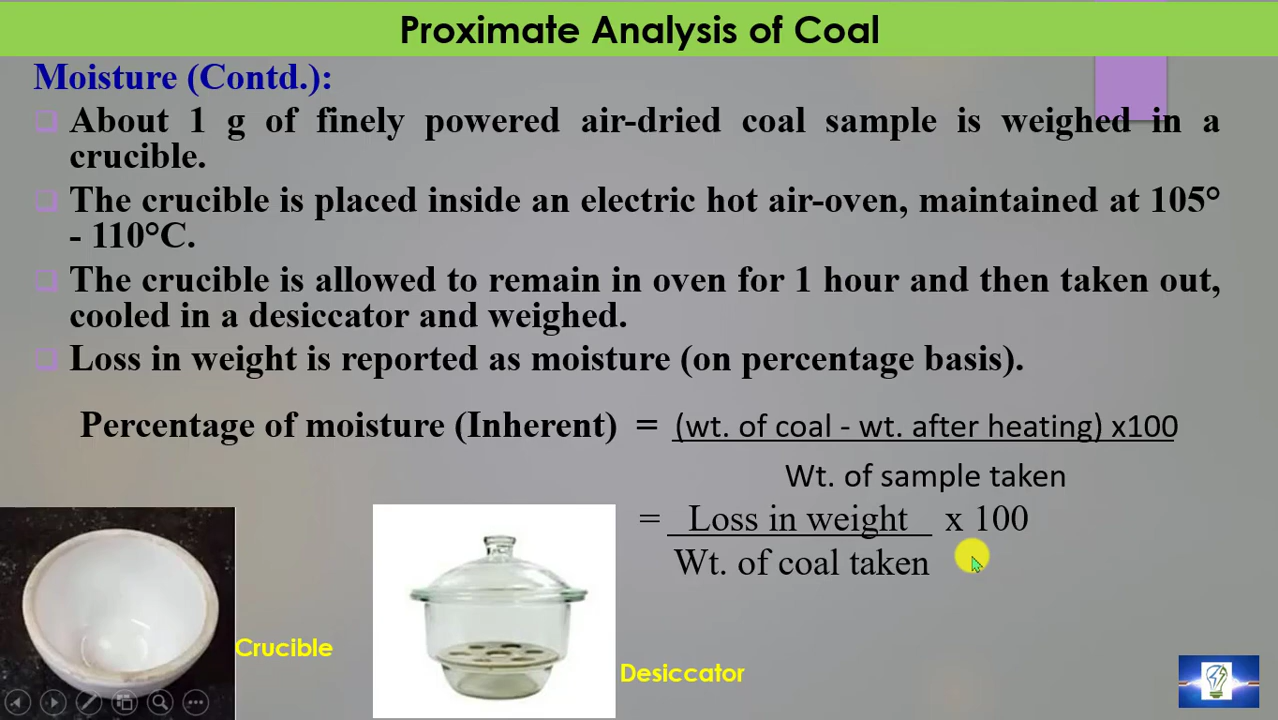 Proximate Analysis of Coal
Moisture (Contd.):
About 1 g of finely powered air-dried coal sample is weighed in a
crucible.
The crucible is placed inside an electric hot air-oven, maintained at 105°
- 110°C.
The crucible is allowed to remain in oven for 1 hour and then taken out,
cooled in a desiccator and weighed.
Loss in weight is reported as moisture (on percentage basis).
Percentage of moisture (Inherent) = (wt. of coal - wt. after heating) x100
Wt. of sample taken
= Loss in weight x 100
Wt. of coal taken
Crucible
Desiccator